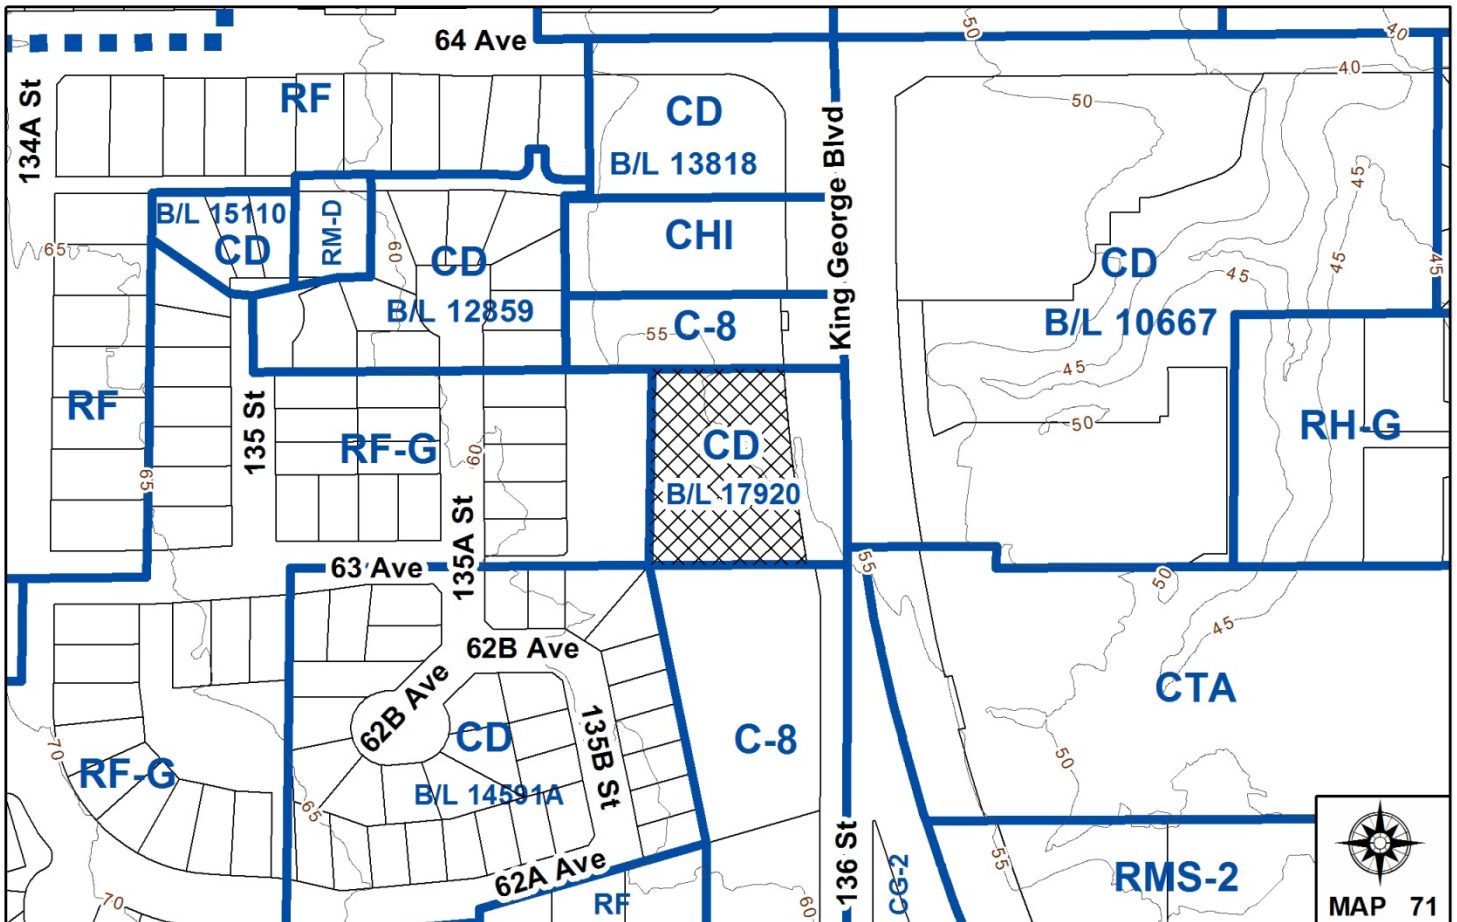 64 Ave
50
40
134A St
RF
CD
B/L 13818
King George Blvd
50
40
B/L 15110
CD
RM-D
60
CD
B/L 12859
CHI
C-8
55
65
CD
B/L 10667
45
45
45
45
45
50
RF
135 St
RF-G
60
65
135A St
CD
B/L 17920
RH-G
63 Ave
55
50
45
62B Ave
62B Ave
CD
B/L 14591A
135B St
C-8
CTA
50
70
RF-G
65
70
62A Ave
RF
136 St
60
CG-2
55
RMS-2
MAP 71